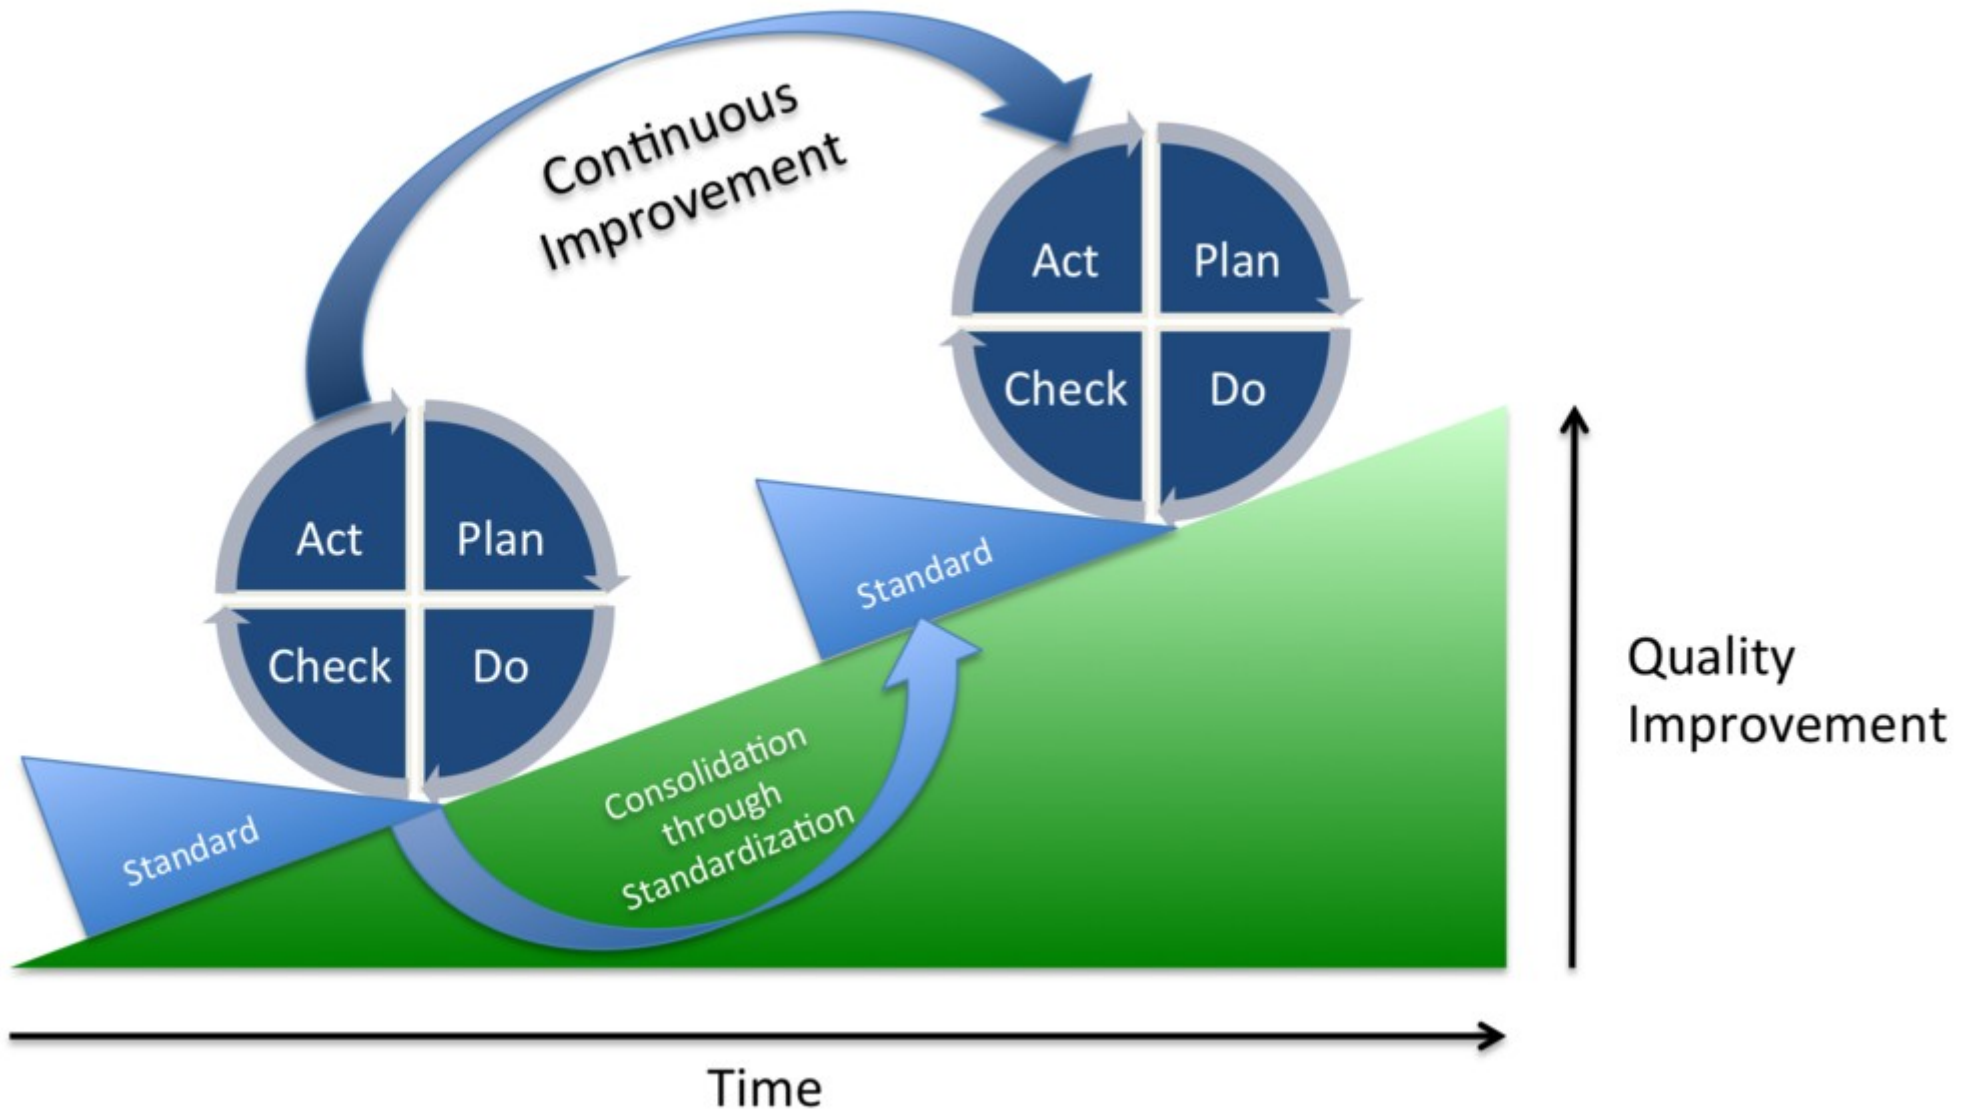 Continuous
Improvement
Act
Plan
Check
Do
Act
Plan
Check
Do
Standard
Standard
Consolidation
through
Standardization
Quality
Improvement
Time